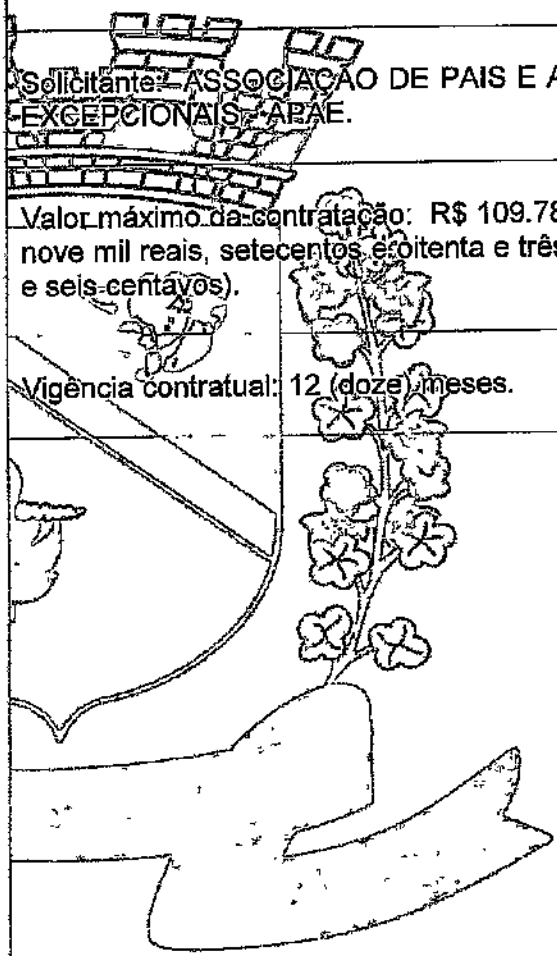 Solicitante: ASSOCIAÇÃO DE PAIS E A
EXCEPCIONAIS - APAE.
Valor máximo da contratação: R$ 109.78
nove mil reais, setecentos e oitenta e três
e seis centavos).
Vigência contratual: 12 (doze) meses.